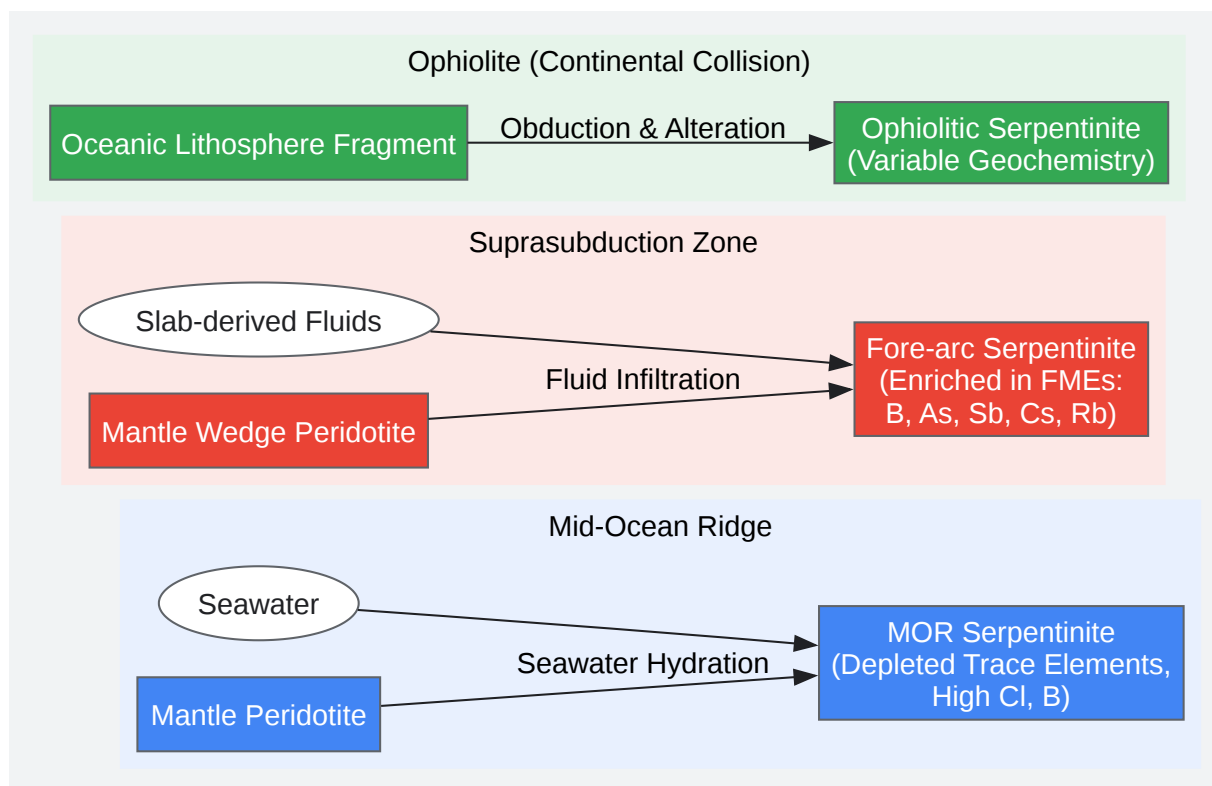 Ophiolite (Continental Collision)
Oceanic Lithosphere Fragment
Obduction & Alteration
Ophiolitic Serpentinite
(Variable Geochemistry)
Suprasubduction Zone
Slab-derived Fluids
Mantle Wedge Peridotite
Fluid Infiltration
Fore-arc Serpentinite
(Enriched in FMEs:
B, As, Sb, Cs, Rb)
Mid-Ocean Ridge
Seawater
Mantle Peridotite
Seawater Hydration
MOR Serpentinite
(Depleted Trace Elements,
High Cl, B)